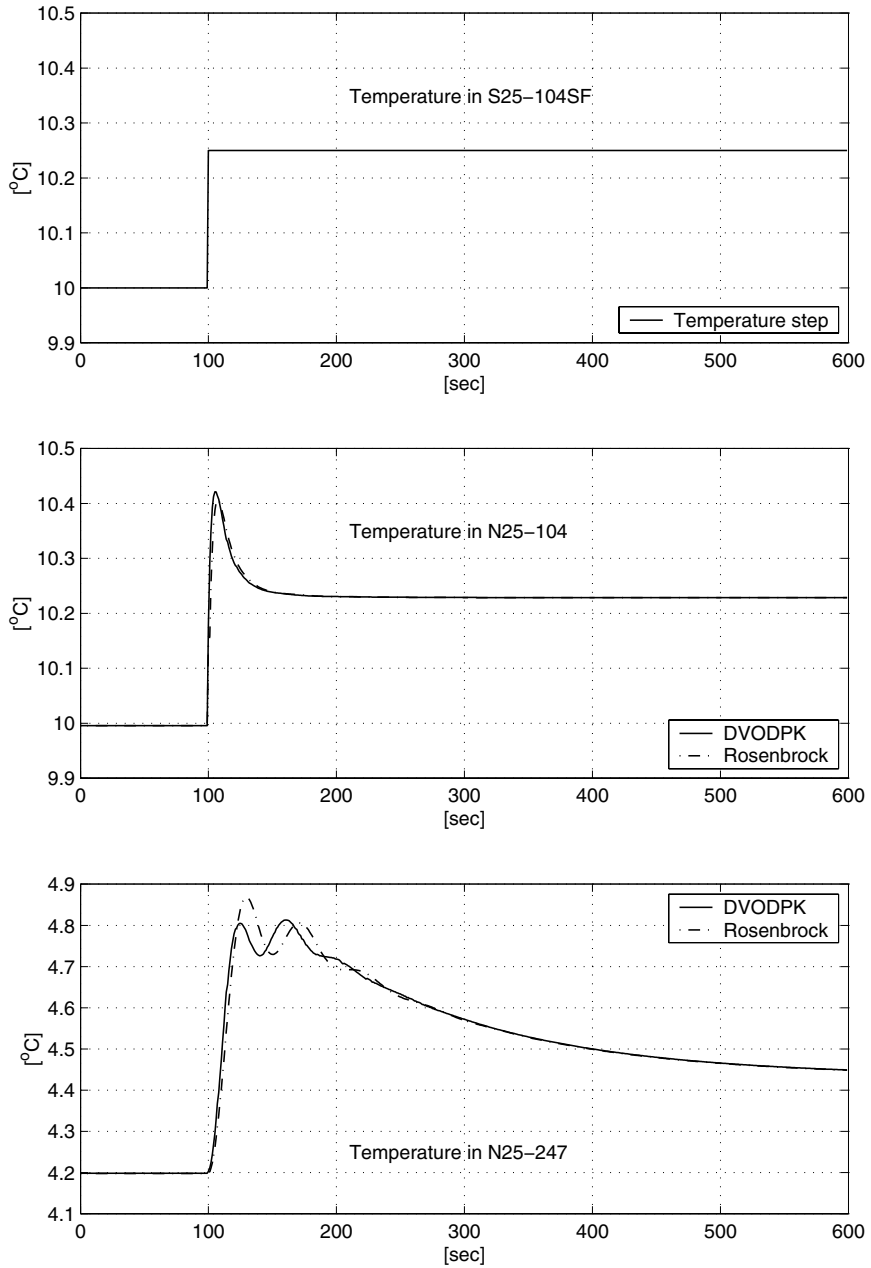 10.5
10.4
Temperature in S25−104SF
10.3
[oC]
10.2
10.1
10
Temperature step
9.9
0 100 200 300 400 500 600
[sec]
10.5
10.4
Temperature in N25−104
10.3
[oC]
10.2
10.1
10
DVODPK
Rosenbrock
9.9
0 100 200 300 400 500 600
[sec]
4.9
DVODPK
4.8
Rosenbrock
4.7
4.6
[oC]
4.5
4.4
4.3
Temperature in N25−247
4.2
4.1
0 100 200 300 400 500 600
[sec]